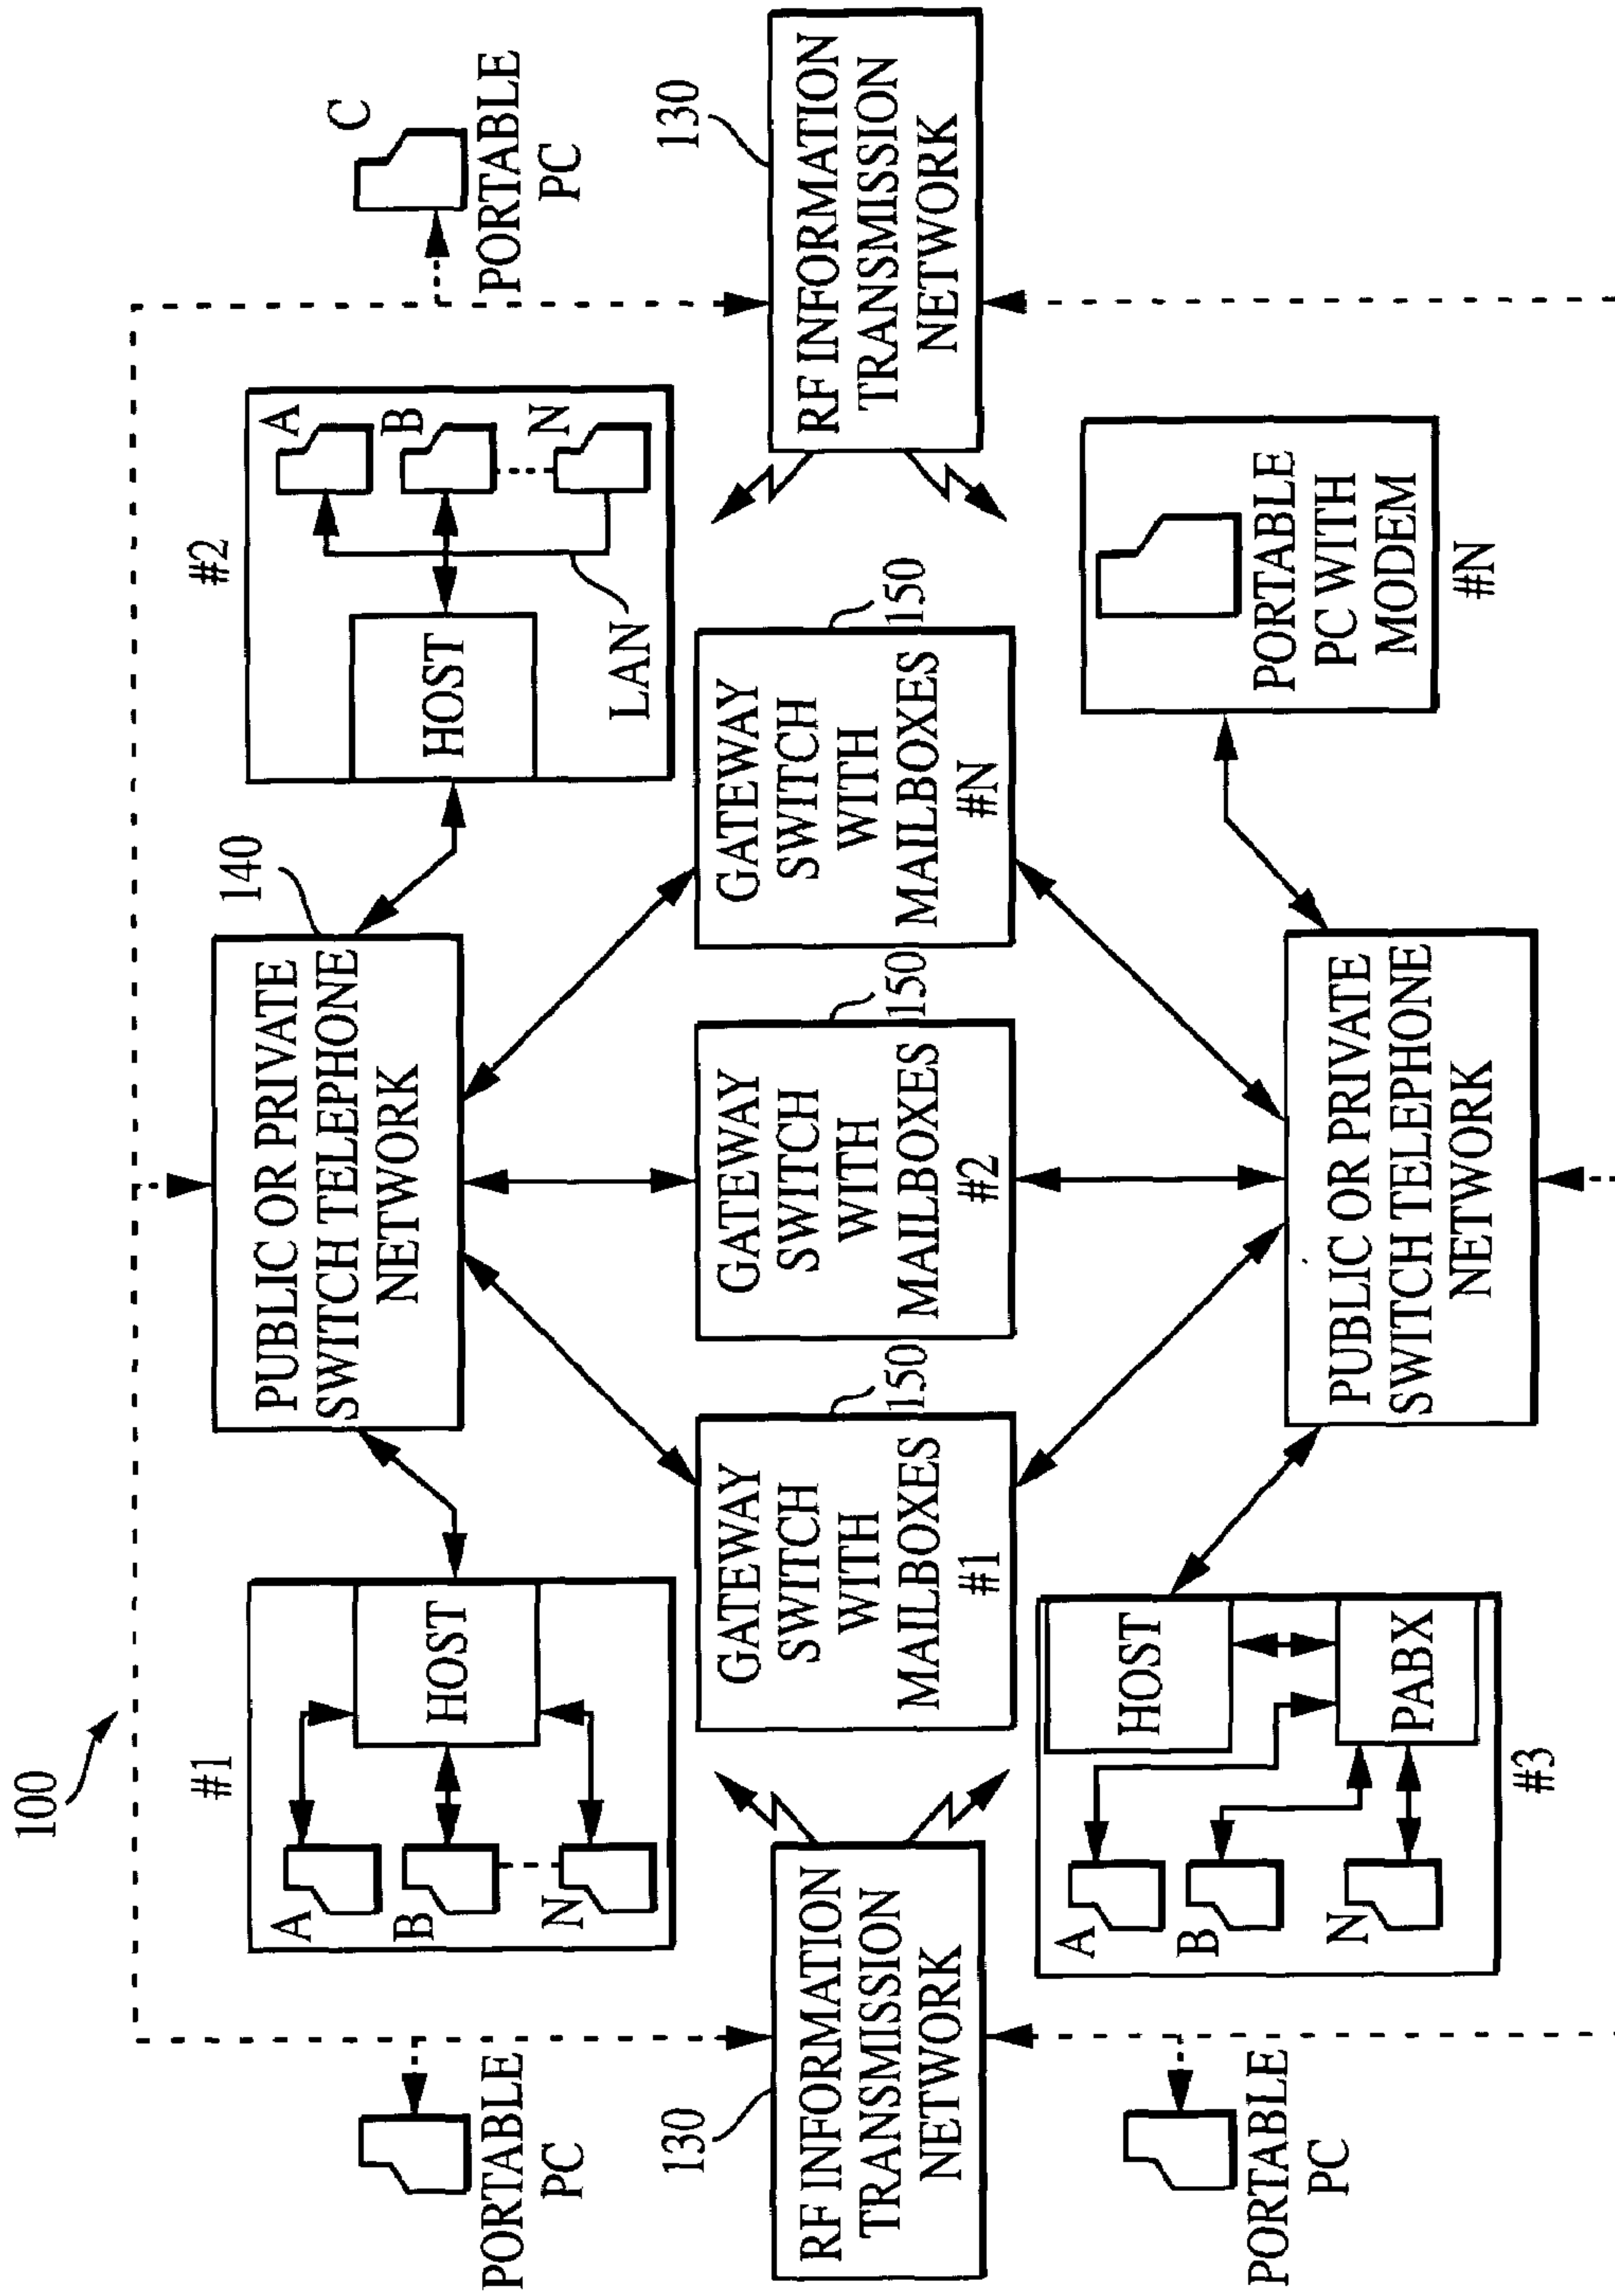 100
#1
A
B
N
HOST
PUBLIC OR PRIVATE
SWITCH TELEPHONE
NETWORK
140
#2
HOST
LAN
A
B
N
C
PORTABLE
PC
PORTABLE
PC
130
RF INFORMATION
TRANSMISSION
NETWORK
GATEWAY
SWITCH
WITH
MAILBOXES
#1
150
GATEWAY
SWITCH
WITH
MAILBOXES
#2
150
GATEWAY
SWITCH
WITH
MAILBOXES
#N
150
130
RF INFORMATION
TRANSMISSION
NETWORK
PORTABLE
PC
A
B
N
HOST
PABX
#3
PUBLIC OR PRIVATE
SWITCH TELEPHONE
NETWORK
PORTABLE
PC WITH
MODEM
#N